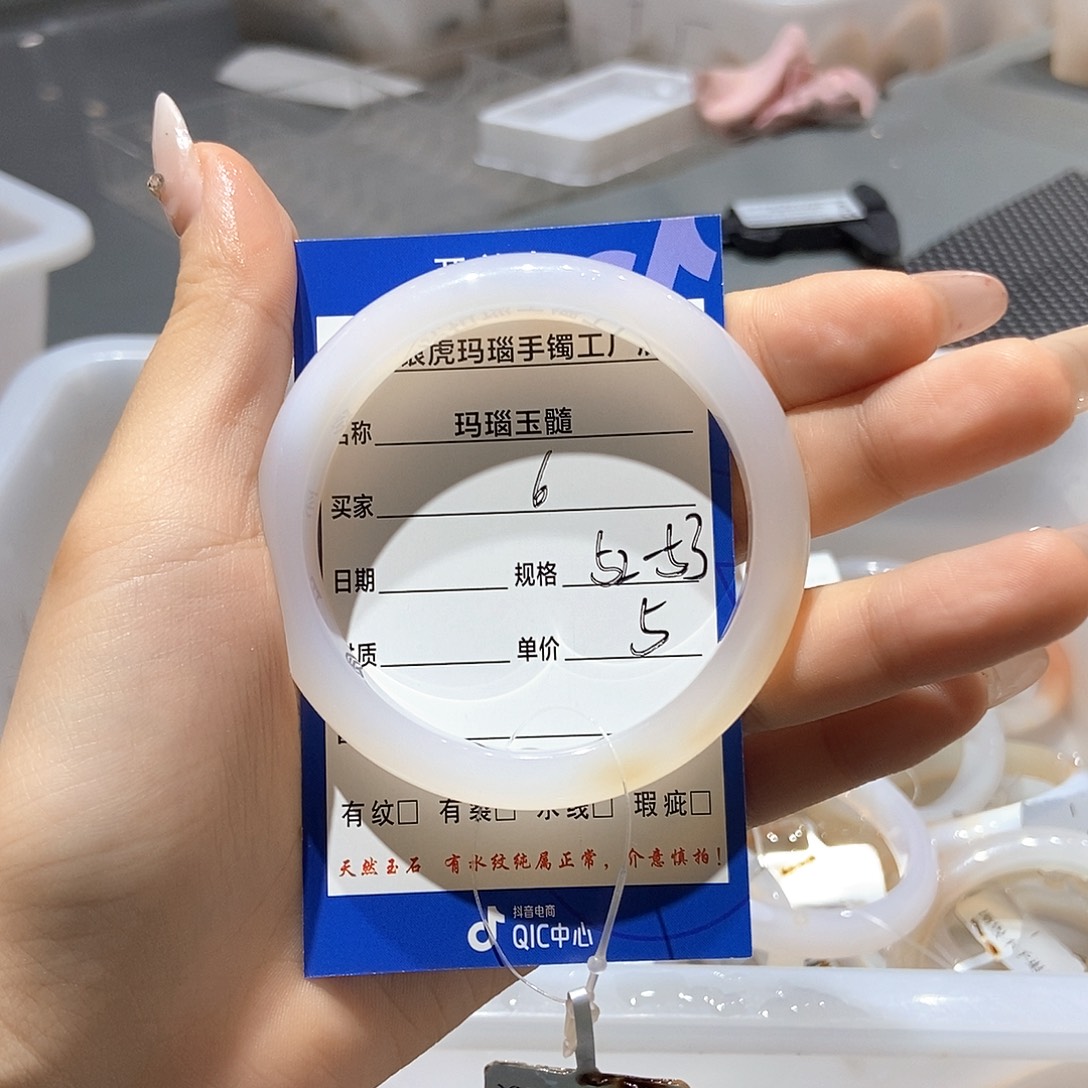 虎玛瑙手镯工厂
名称 玛瑙玉髓
买家 6
日期 规格 52-53
质 单价 5
有纹□ 有裂□ 水线□ 瑕疵□
天然玉石 有水纹纯属正常，介意慎拍！
抖音电商
QIC中心